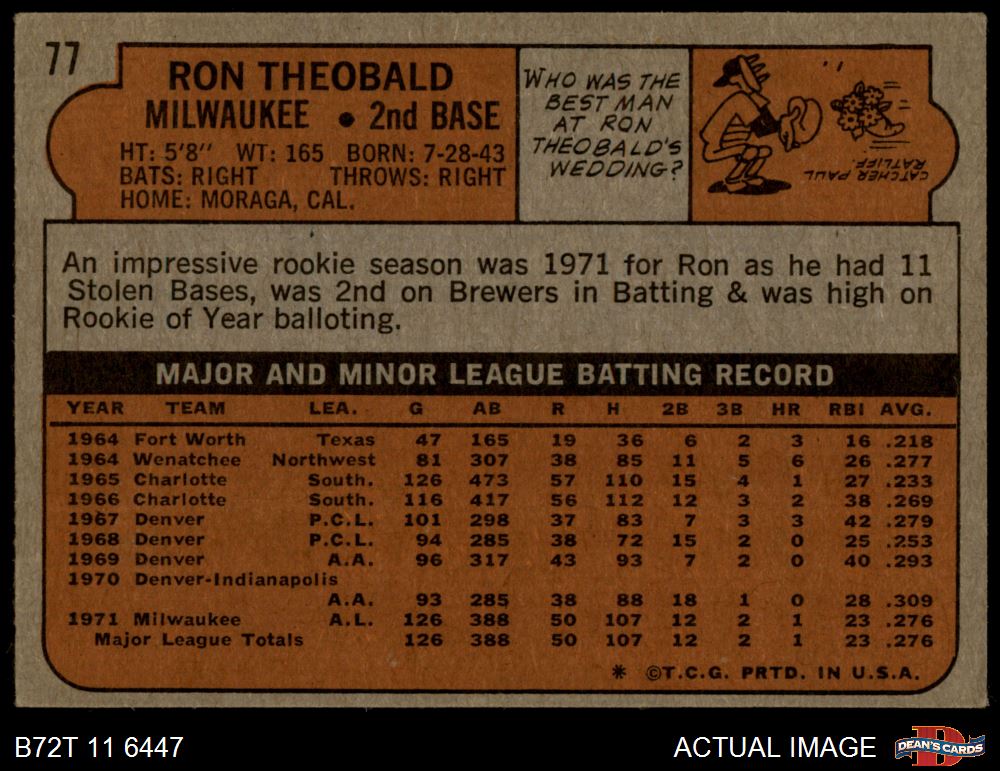 77
RON THEOBALD
MILWAUKEE • 2nd BASE
HT: 5'8" WT: 165 BORN: 7-28-43
BATS: RIGHT THROWS: RIGHT
HOME: MORAGA, CAL.
WHO WAS THE
BEST MAN
AT RON
THEOBALD'S
WEDDING?
CATCHER PAUL
RATLIFF.
An impressive rookie season was 1971 for Ron as he had 11
Stolen Bases, was 2nd on Brewers in Batting & was high on
Rookie of Year balloting.
MAJOR AND MINOR LEAGUE BATTING RECORD
YEAR TEAM LEA. G AB R H 2B 3B HR RBI AVG.
1964 Fort Worth Texas 47 165 19 36 6 2 3 16 .218
1964 Wenatchee Northwest 81 307 38 85 11 5 6 26 .277
1965 Charlotte South. 126 473 57 110 15 4 1 27 .233
1966 Charlotte South. 116 417 56 112 12 3 2 38 .269
1967 Denver P.C.L. 101 298 37 83 7 3 3 42 .279
1968 Denver P.C.L. 94 285 38 72 15 2 0 25 .253
1969 Denver A.A. 96 317 43 93 7 2 0 40 .293
1970 Denver-Indianapolis
A.A. 93 285 38 88 18 1 0 28 .309
1971 Milwaukee A.L. 126 388 50 107 12 2 1 23 .276
Major League Totals 126 388 50 107 12 2 1 23 .276
* ©T.C.G. PRTD. IN U.S.A.
B72T 11 6447
ACTUAL IMAGE
D
DEAN'S CARDS